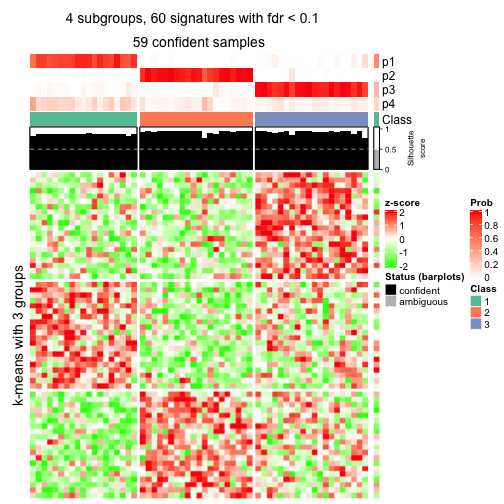 4 subgroups, 60 signatures with fdr < 0.1
59 confident samples
p1
p2
p3
p4
Class
1
0.5
0
Silhouette
score
k-means with 3 groups
z-score
2
1
0
-1
-2
Status (barplots)
confident
ambiguous
Prob
1
0.8
0.6
0.4
0.2
0
Class
1
2
3